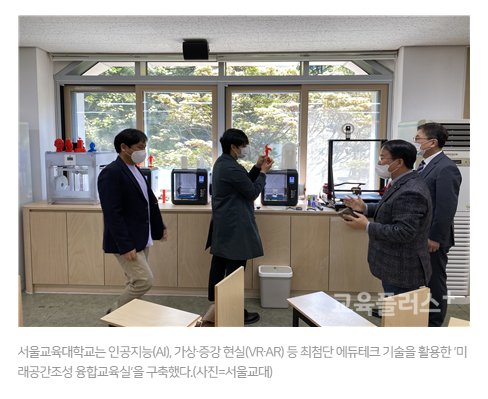 교육플러스+
서울교육대학교는 인공지능(AI), 가상·증강 현실(VR·AR) 등 최첨단 에듀테크 기술을 활용한 '미
래공간조성 융합교육실'을 구축했다.(사진=서울교대)